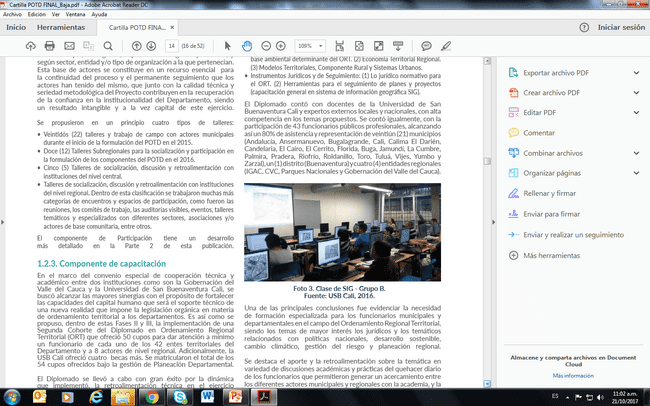 Cartilla POTD FINAL_Baja.pdf - Adobe Acrobat Reader DC
Archivo Edición Ver Ventana Ayuda
Inicio Herramientas Cartilla POTD FINAL... × Iniciar sesión
14 (16 de 52) 109%
según sector, entidad y/o tipo de organización a la que pertenecían.
Esta base de actores se constituye en un recurso esencial para
la continuidad del proceso y el permanente seguimiento que los
actores han tenido del mismo, que junto con la calidad técnica y
seriedad metodológica del Proyecto contribuyen en la recuperación
de la confianza en la institucionalidad del Departamento, siendo
un resultado intangible y a la vez capital de este ejercicio.
Se propusieron en un principio cuatro tipos de talleres:
• Veintidós (22) talleres y trabajo de campo con actores municipales
durante el inicio de la formulación del POTD en el 2015.
• Doce (12) Talleres Subregionales para la socialización y participación
en la formulación de los componentes del POTD en el 2016.
• Cinco (5) Talleres de socialización, discusión y retroalimentación con
instituciones del nivel central.
• Talleres de socialización, discusión y retroalimentación con instituciones
del nivel regional. Dentro de esta clasificación se trabajaron muchas más
categorías de encuentros y espacios de participación, como fueron las
reuniones, los comités de trabajo, las auditorías visibles, eventos, talleres
temáticos y especializados con diferentes sectores, asociaciones y/o
actores de base comunitaria, entre otros.
El componente de Participación tiene un desarrollo
más detallado en la Parte 2 de esta publicación.
1.2.3. Componente de capacitación
En el marco del convenio especial de cooperación técnica y
académico entre dos instituciones como son la Gobernación del
Valle del Cauca y la Universidad de San Buenaventura Cali, se
buscó alcanzar las mayores sinergias con el propósito de fortalecer
las capacidades del capital humano que será el soporte técnico de
una nueva realidad que impone la legislación orgánica en materia
de ordenamiento territorial a los departamentos. Es así como se
propuso, dentro de estas Fases II y III, la implementación de una
Segunda Cohorte del Diplomado en Ordenamiento Regional
Territorial (ORT) que ofreció 50 cupos para dar atención a mínimo
un funcionario de cada uno de los 42 entes territoriales del
Departamento y a 8 actores de nivel regional. Adicionalmente, la
USB Cali ofreció cuatro becas más. Se matricularon el total de los
54 cupos ofrecidos bajo la gestión de Planeación Departamental.
El Diplomado se llevó a cabo con gran éxito por la dinámica
que implementó, la retroalimentación técnica en el ejercicio
base ambiental determinante del ORT. (2) Economía Territorial Regional.
(3) Modelos Territoriales, Componente Rural y Sistemas Urbanos.
• Instrumentos Jurídicos y de Seguimiento: (1) Lo jurídico normativo para
el ORT. (2) Herramientas para el seguimiento de planes y proyectos
(capacitación general en sistema de información geográfica SIG).
El Diplomado contó con docentes de la Universidad de San
Buenaventura Cali y expertos externos locales y nacionales, con alta
competencia en los temas propuestos. Se contó igualmente, con la
participación de 43 funcionarios públicos profesionales, alcanzando
así un 80% de asistencia y representación de veintiún (21) municipios
(Andalucía, Ansermanuevo, Bugalagrande, Cali, Calima El Darién,
Candelaria, El Cairo, El Cerrito, Florida, Buga, Jamundí, La Cumbre,
Palmira, Pradera, Riofrío, Roldanillo, Toro, Tuluá, Vijes, Yumbo y
Zarzal), un (1) distrito (Buenaventura) y cuatro (4) entidades regionales
(IGAC, CVC, Parques Nacionales y Gobernación del Valle del Cauca).
Foto 3. Clase de SIG - Grupo B.
Fuente: USB Cali, 2016.
Una de las principales conclusiones fue evidenciar la necesidad
de formación especializada para los funcionarios municipales y
departamentales en el campo del Ordenamiento Regional Territorial,
siendo los temas de mayor interés los jurídicos y los temáticos
relacionados con políticas nacionales, desarrollo sostenible,
cambio climático, gestión del riesgo y planeación regional.
Se destaca el aporte y la retroalimentación sobre la temática en
variedad de discusiones académicas y prácticas del quehacer diario
de los funcionarios que permitieron generar un acercamiento entre
los diferentes actores municipales y regionales con la academia, y la
Exportar archivo PDF
Crear archivo PDF
Editar PDF
Comentar
Combinar archivos
Organizar páginas
Rellenar y firmar
Enviar para firmar
Enviar y realizar un seguimiento
Más herramientas
Almacene y comparta archivos en Document
Cloud
Más información
ES
11:02 a.m.
21/10/2017